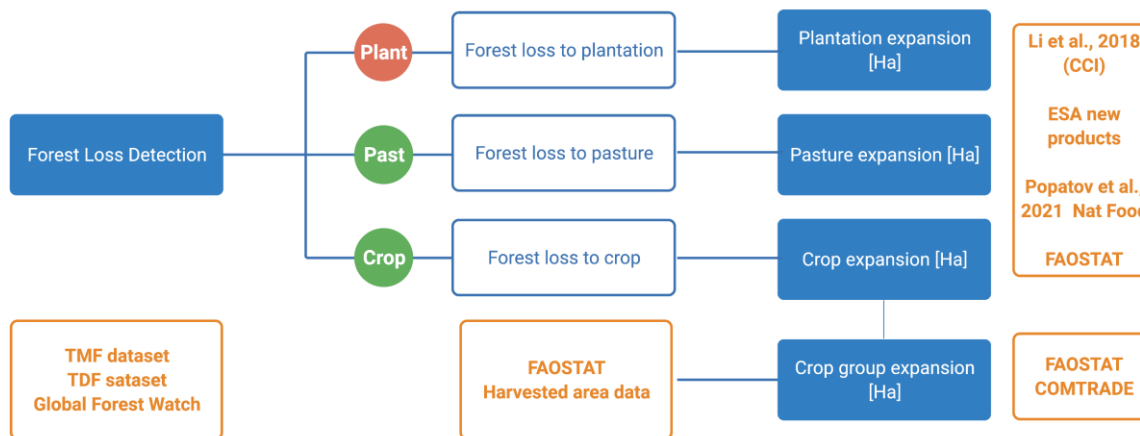 Plant
Forest loss to plantation
Plantation expansion
[Ha]
Li et al., 2018
(CCI)
ESA new
products
Popatov et al.,
2021 Nat Food
FAOSTAT
Forest Loss Detection
Past
Forest loss to pasture
Pasture expansion [Ha]
Crop
Forest loss to crop
Crop expansion [Ha]
TMF dataset
TDF sataset
Global Forest Watch
FAOSTAT
Harvested area data
Crop group expansion
[Ha]
FAOSTAT
COMTRADE